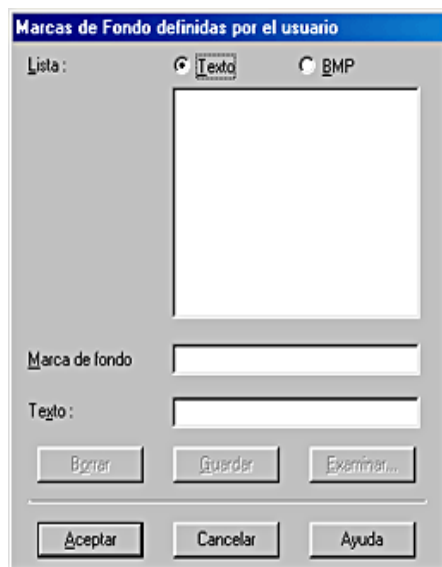 Marcas de Fondo definidas por el usuario
Lista : Texto BMP
Marca de fondo
Texto :
Borrar Guardar Examinar...
Aceptar Cancelar Ayuda